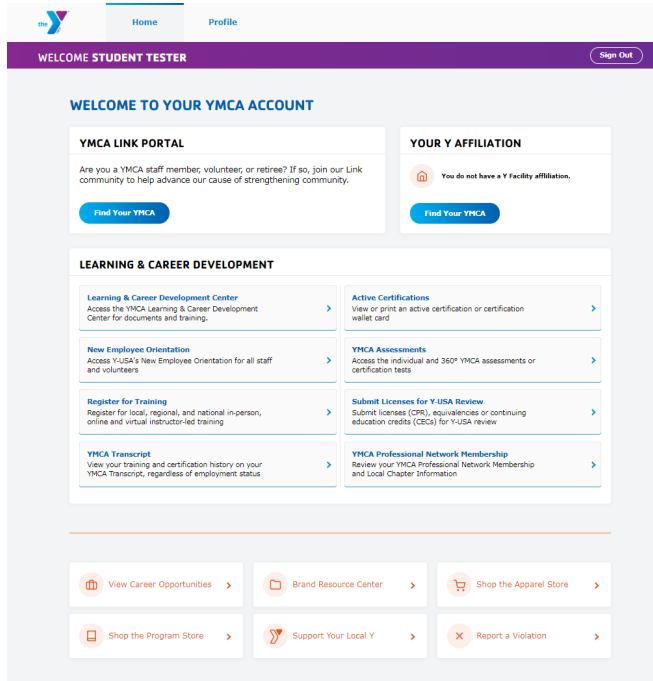 the
Home
Profile
WELCOME STUDENT TESTER
Sign Out
WELCOME TO YOUR YMCA ACCOUNT
YMCA LINK PORTAL
Are you a YMCA staff member, volunteer, or retiree? If so, join our Link
community to help advance our cause of strengthening community.
Find Your YMCA
YOUR Y AFFILIATION
You do not have a Y Facility affliliation.
Find Your YMCA
LEARNING & CAREER DEVELOPMENT
Learning & Career Development Center
Access the YMCA Learning & Career Development
Center for documents and training.
Active Certifications
View or print an active certification or certification
wallet card
New Employee Orientation
Access Y-USA's New Employee Orientation for all staff
and volunteers
YMCA Assessments
Access the individual and 360° YMCA assessments or
certification tests
Register for Training
Register for local, regional, and national in-person,
online and virtual instructor-led training
Submit Licenses for Y-USA Review
Submit licenses (CPR), equivalencies or continuing
education credits (CECs) for Y-USA review
YMCA Transcript
View your training and certification history on your
YMCA Transcript, regardless of employment status
YMCA Professional Network Membership
Review your YMCA Professional Network Membership
and Local Chapter Information
View Career Opportunities
Brand Resource Center
Shop the Apparel Store
Shop the Program Store
Support Your Local Y
Report a Violation